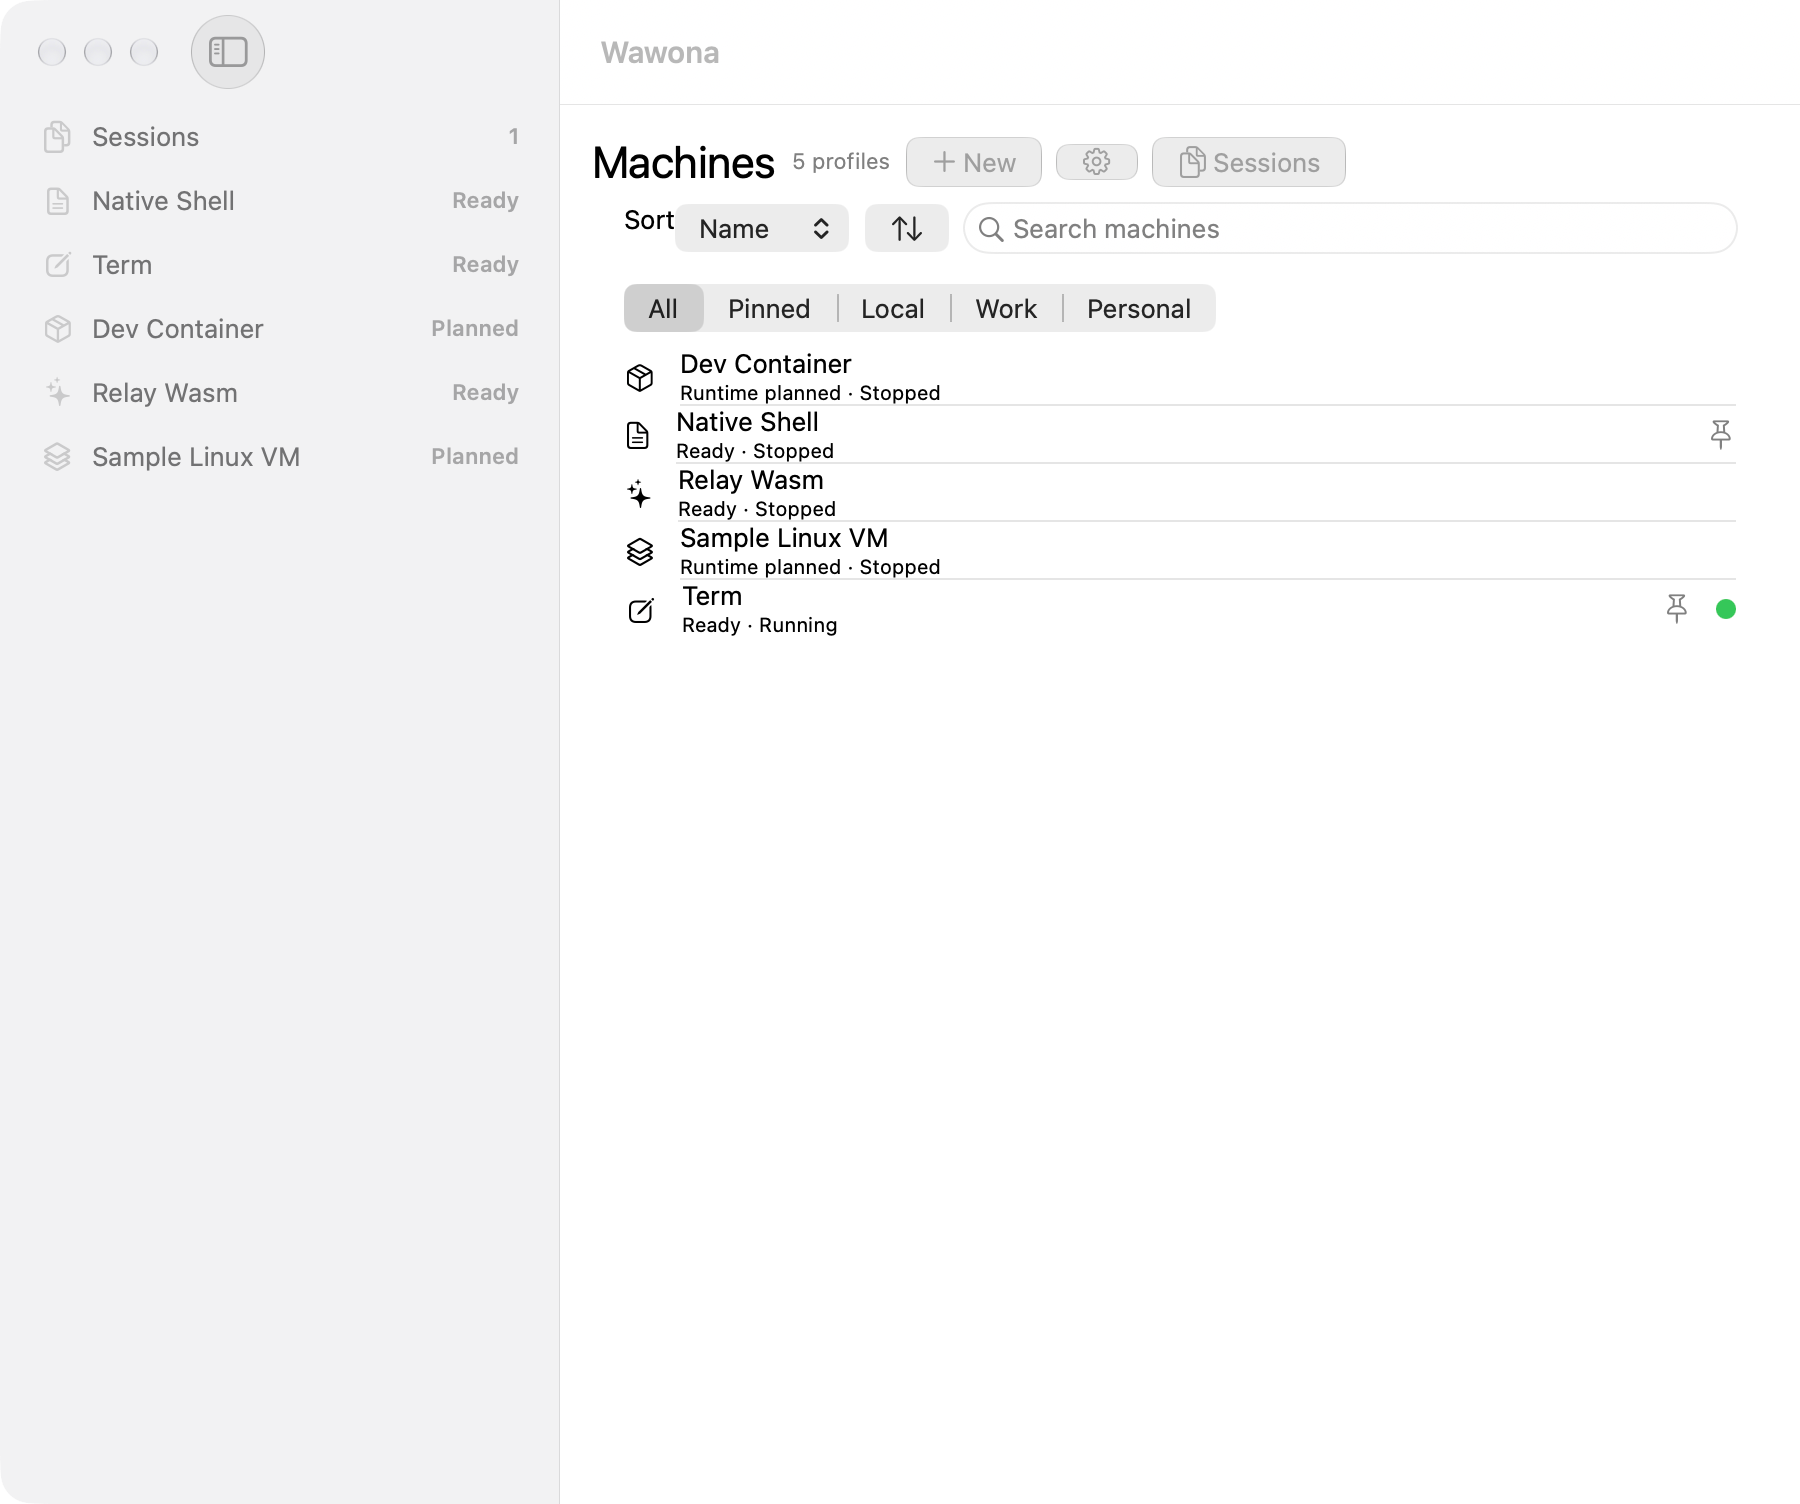 Sessions 1
Native Shell Ready
Term Ready
Dev Container Planned
Relay Wasm Ready
Sample Linux VM Planned
Wawona
Machines 5 profiles New Sessions
Sort Name Search machines
All Pinned Local Work Personal
Dev Container
Runtime planned · Stopped
Native Shell
Ready · Stopped
Relay Wasm
Ready · Stopped
Sample Linux VM
Runtime planned · Stopped
Term
Ready · Running